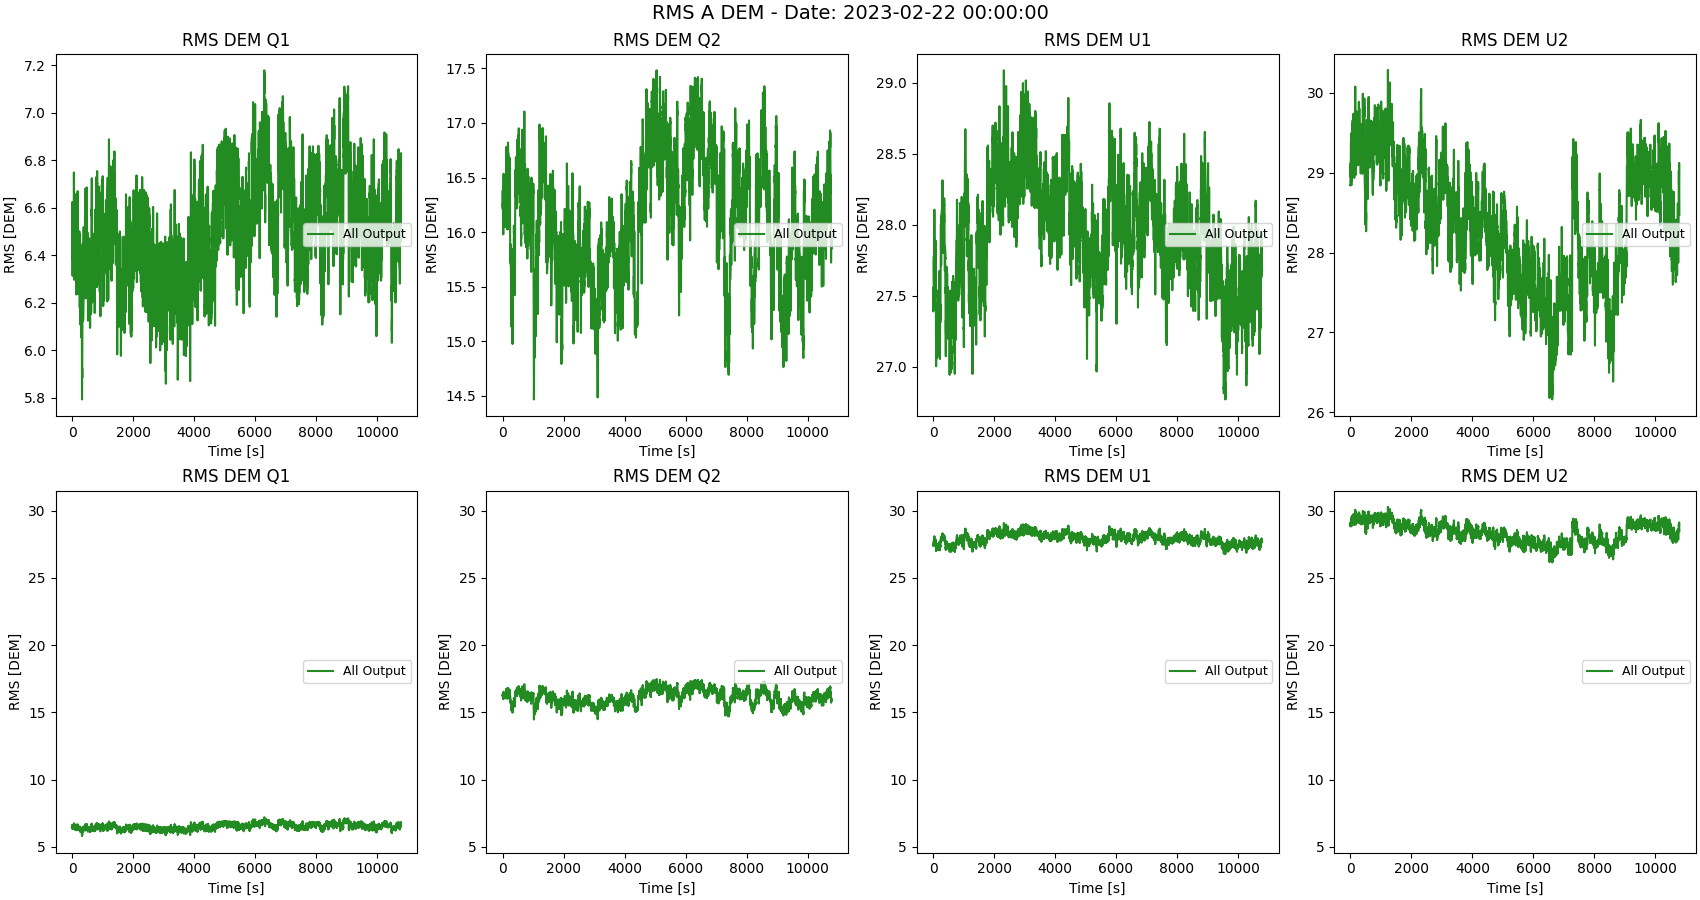 RMS A DEM - Date: 2023-02-22 00:00:00
RMS DEM Q1
RMS [DEM]
7.2
7.0
6.8
6.6
6.4
6.2
6.0
5.8
All Output
0 2000 4000 6000 8000 10000
Time [s]
RMS DEM Q2
RMS [DEM]
17.5
17.0
16.5
16.0
15.5
15.0
14.5
All Output
0 2000 4000 6000 8000 10000
Time [s]
RMS DEM U1
RMS [DEM]
29.0
28.5
28.0
27.5
27.0
All Output
0 2000 4000 6000 8000 10000
Time [s]
RMS DEM U2
RMS [DEM]
30
29
28
27
26
All Output
0 2000 4000 6000 8000 10000
Time [s]
RMS DEM Q1
RMS [DEM]
30
25
20
15
10
5
All Output
0 2000 4000 6000 8000 10000
Time [s]
RMS DEM Q2
RMS [DEM]
30
25
20
15
10
5
All Output
0 2000 4000 6000 8000 10000
Time [s]
RMS DEM U1
RMS [DEM]
30
25
20
15
10
5
All Output
0 2000 4000 6000 8000 10000
Time [s]
RMS DEM U2
RMS [DEM]
30
25
20
15
10
5
All Output
0 2000 4000 6000 8000 10000
Time [s]